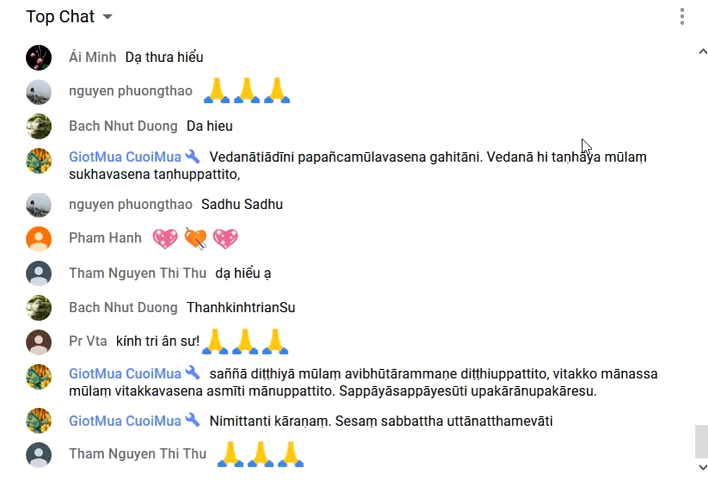 Top Chat
Ái Minh Dạ thưa hiểu
nguyen phuongthao 🙏🙏🙏
Bach Nhut Duong Da hieu
GiotMua CuoiMua Vedanātiādīni papañcamūlavasena gahitāni. Vedanā hi taṇhāya mūlaṃ
sukhavasena taṇhuppattito,
nguyen phuongthao Sadhu Sadhu
Pham Hanh 💖💘💖
Tham Nguyen Thi Thu dạ hiểu ạ
Bach Nhut Duong ThanhkinhtrianSu
Pr Vta kính tri ân sư! 🙏🙏🙏
GiotMua CuoiMua saññā diṭṭhiyā mūlaṃ avibhūtārammaṇe diṭṭhiuppattito, vitakko mānassa
mūlaṃ vitakkavasena asmīti mānuppattito. Sappāyāsappāyesūti upakārānupakāresu.
GiotMua CuoiMua Nimittanti kāraṇaṃ. Sesaṃ sabbattha uttānatthamevāti
Tham Nguyen Thi Thu 🙏🙏🙏